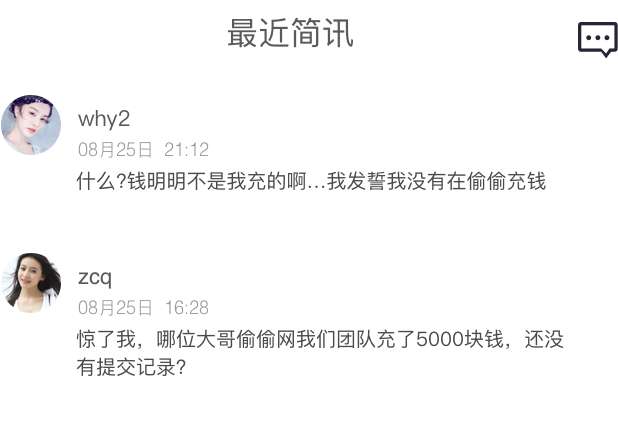 最近简讯
why2
08月25日 21:12
什么?钱明明不是我充的啊...我发誓我没有在偷偷充钱
zcq
08月25日 16:28
惊了我，哪位大哥偷偷网我们团队充了5000块钱，还没
有提交记录?